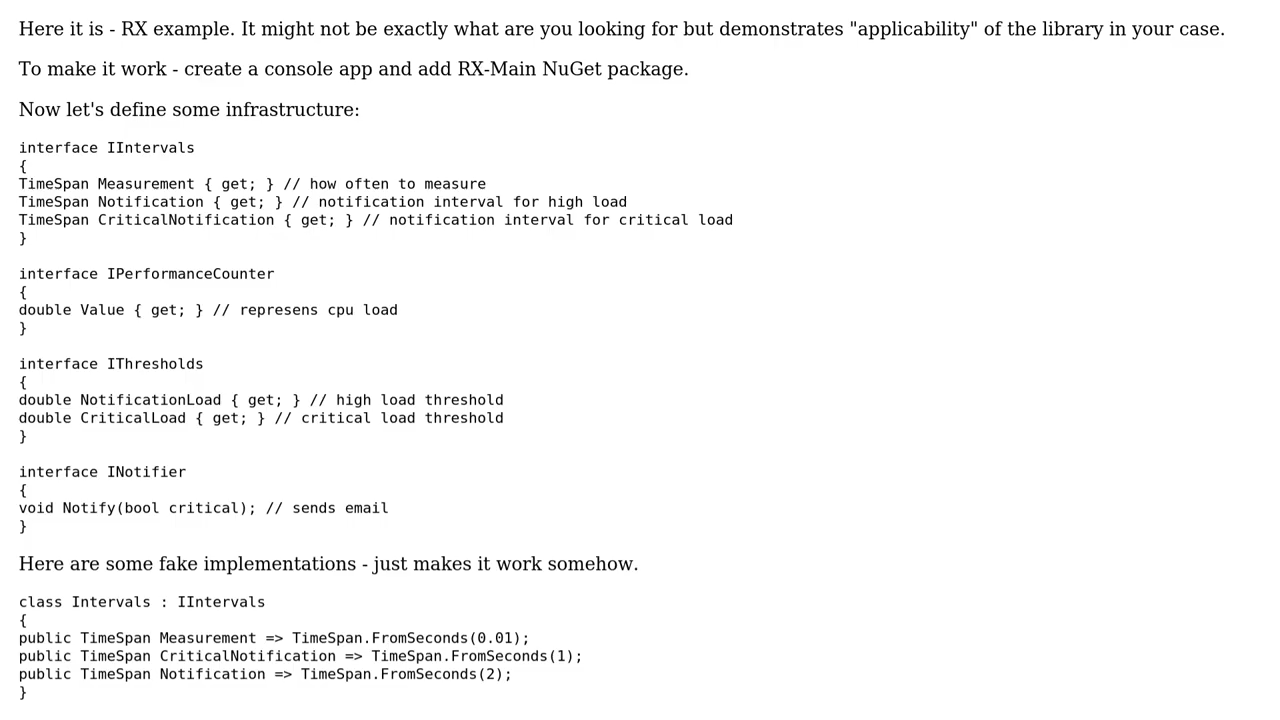 Here it is - RX example. It might not be exactly what are you looking for but demonstrates "applicability" of the library in your case.
To make it work - create a console app and add RX-Main NuGet package.
Now let's define some infrastructure:
interface IIntervals
{
TimeSpan Measurement { get; } // how often to measure
TimeSpan Notification { get; } // notification interval for high load
TimeSpan CriticalNotification { get; } // notification interval for critical load
}
interface IPerformanceCounter
{
double Value { get; } // represens cpu load
}
interface IThresholds
{
double NotificationLoad { get; } // high load threshold
double CriticalLoad { get; } // critical load threshold
}
interface INotifier
{
void Notify(bool critical); // sends email
}
Here are some fake implementations - just makes it work somehow.
class Intervals : IIntervals
{
public TimeSpan Measurement => TimeSpan.FromSeconds(0.01);
public TimeSpan CriticalNotification => TimeSpan.FromSeconds(1);
public TimeSpan Notification => TimeSpan.FromSeconds(2);
}